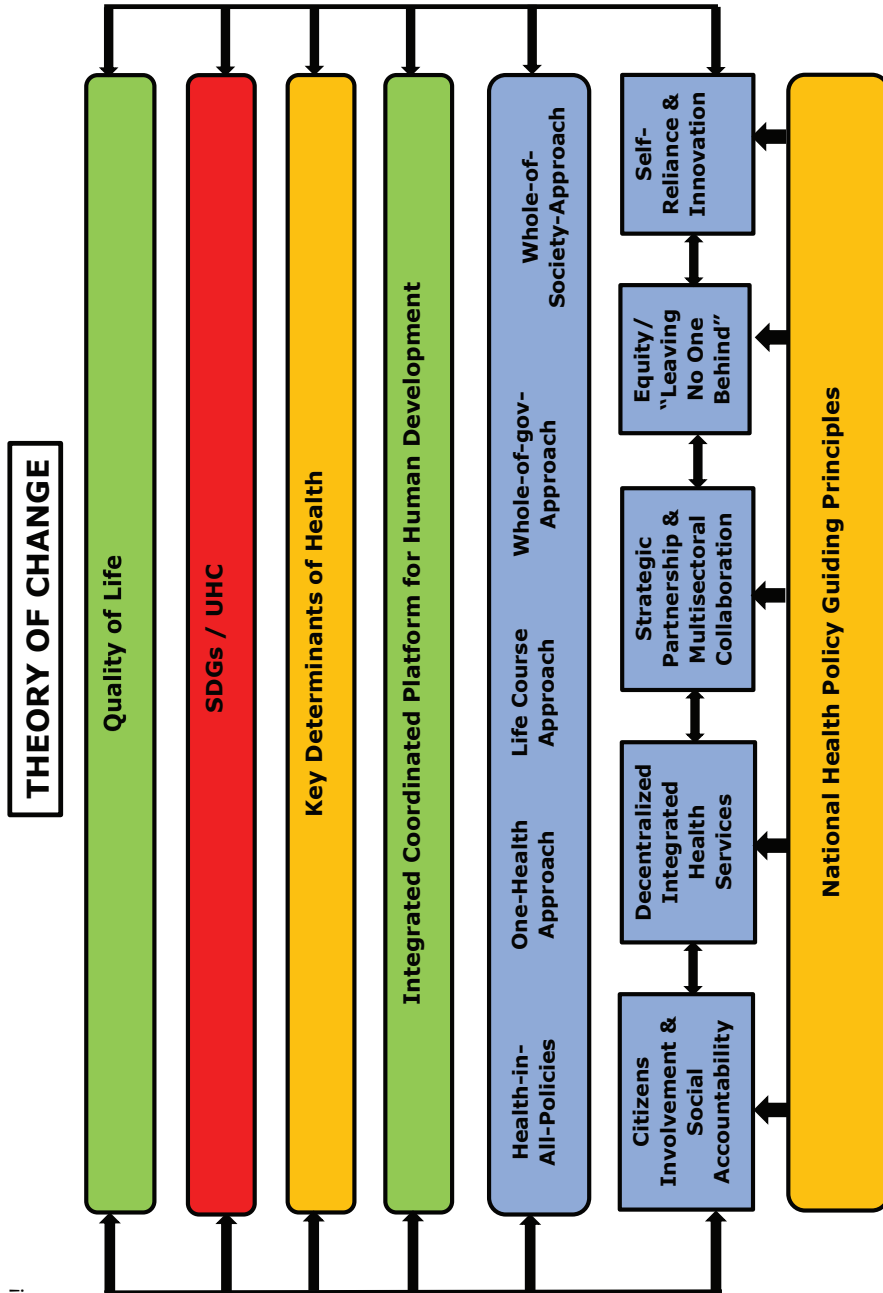 THEORY OF CHANGE
Quality of Life
SDGs / UHC
Key Determinants of Health
Integrated Coordinated Platform for Human Development
Health-in-
All-Policies
One-Health
Approach
Life Course
Approach
Whole-of-gov-
Approach
Whole-of-
Society-Approach
Citizens
Involvement &
Social
Accountability
Decentralized
Integrated
Health
Services
Strategic
Partnership &
Multisectoral
Collaboration
Equity/
“Leaving
No One
Behind”
Self-
Reliance &
Innovation
National Health Policy Guiding Principles
i